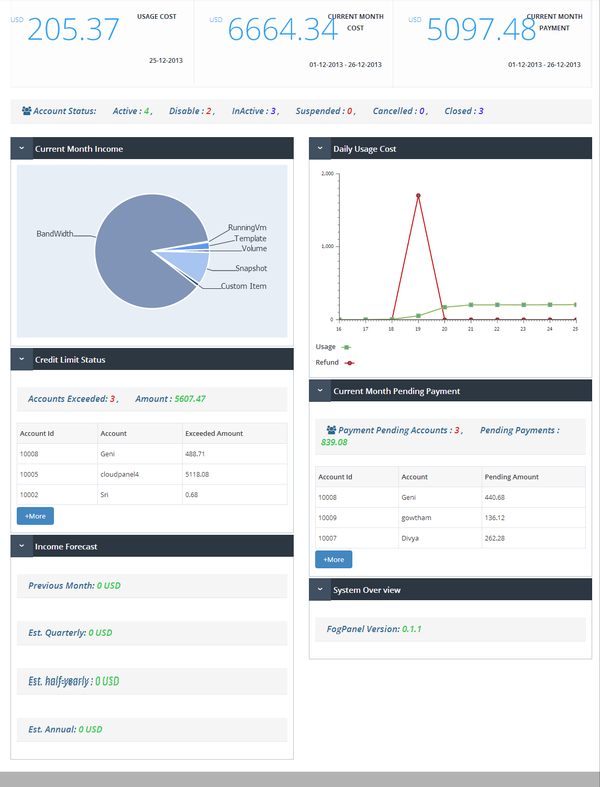 USD 205.37 USAGE COST
25-12-2013
USD 6664.34 CURRENT MONTH
COST
01-12-2013 - 26-12-2013
USD 5097.48 CURRENT MONTH
PAYMENT
01-12-2013 - 26-12-2013
Account Status: Active : 4 , Disable : 2 , InActive : 3 , Suspended : 0 , Cancelled : 0 , Closed : 3
Current Month Income
BandWidth
RunningVm
Template
Volume
Snapshot
Custom Item
Credit Limit Status
Accounts Exceeded: 3 , Amount : 5607.47
Account Id Account Exceeded Amount
10008 Geni 488.71
10005 cloudpanel4 5118.08
10002 Sri 0.68
+More
Income Forecast
Previous Month: 0 USD
Est. Quarterly: 0 USD
Est. half-yearly : 0 USD
Est. Annual: 0 USD
Daily Usage Cost
2,000
1,000
0
16 17 18 19 20 21 22 23 24 25
Usage
Refund
Current Month Pending Payment
Payment Pending Accounts : 3 , Pending Payments :
839.08
Account Id Account Pending Amount
10008 Geni 440.68
10009 gowtham 136.12
10007 Divya 262.28
+More
System Over view
FogPanel Version: 0.1.1